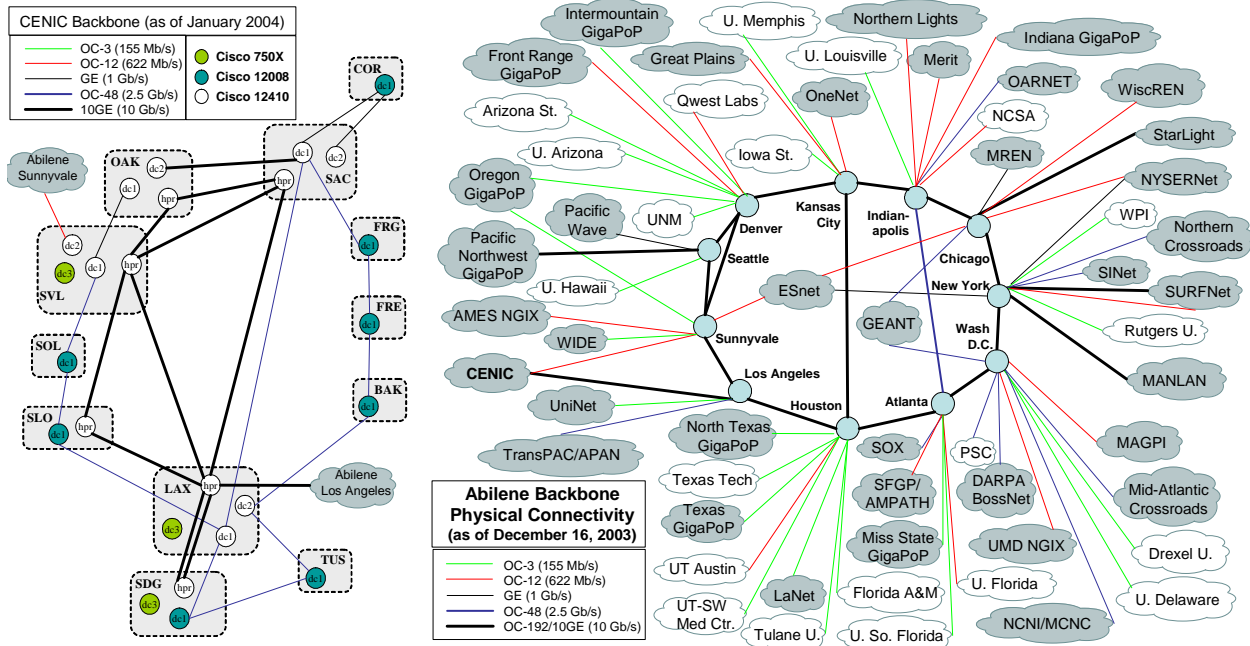 CENIC Backbone (as of January 2004)
OC-3 (155 Mb/s)
OC-12 (622 Mb/s)
GE (1 Gb/s)
OC-48 (2.5 Gb/s)
10GE (10 Gb/s)
Cisco 750X
Cisco 12008
Cisco 12410
COR
dc1
dc1
dc2
SAC
hpr
OAK
dc2
dc1
hpr
Abilene
Sunnyvale
dc2
dc3
dc1
hpr
SVL
FRG
dc1
FRE
dc1
SOL
dc1
BAK
dc1
SLO
dc1
hpr
LAX
hpr
dc2
dc3
dc1
Abilene
Los Angeles
TUS
dc1
SDG
hpr
dc3
dc1
Intermountain
GigaPoP
U. Memphis
Northern Lights
Indiana GigaPoP
Front Range
GigaPoP
Great Plains
U. Louisville
Merit
OARNET
WiscREN
Arizona St.
Qwest Labs
OneNet
NCSA
StarLight
U. Arizona
Iowa St.
MREN
Oregon
GigaPoP
NYSERNet
UNM
Pacific
Wave
WPI
Pacific
Northwest
GigaPoP
Northern
Crossroads
Denver
Kansas
City
Indian-
apolis
Seattle
Chicago
SINet
U. Hawaii
ESnet
New York
SURFNet
AMES NGIX
GEANT
Rutgers U.
WIDE
Sunnyvale
Wash
D.C.
CENIC
Los Angeles
MANLAN
UniNet
Houston
Atlanta
North Texas
GigaPoP
SOX
PSC
MAGPI
TransPAC/APAN
Texas Tech
SFGP/
AMPATH
DARPA
BossNet
Mid-Atlantic
Crossroads
Texas
GigaPoP
Miss State
GigaPoP
UMD NGIX
Drexel U.
UT Austin
Florida A&M
U. Florida
U. Delaware
UT-SW
Med Ctr.
LaNet
Tulane U.
U. So. Florida
NCNI/MCNC
Abilene Backbone
Physical Connectivity
(as of December 16, 2003)
OC-3 (155 Mb/s)
OC-12 (622 Mb/s)
GE (1 Gb/s)
OC-48 (2.5 Gb/s)
OC-192/10GE (10 Gb/s)